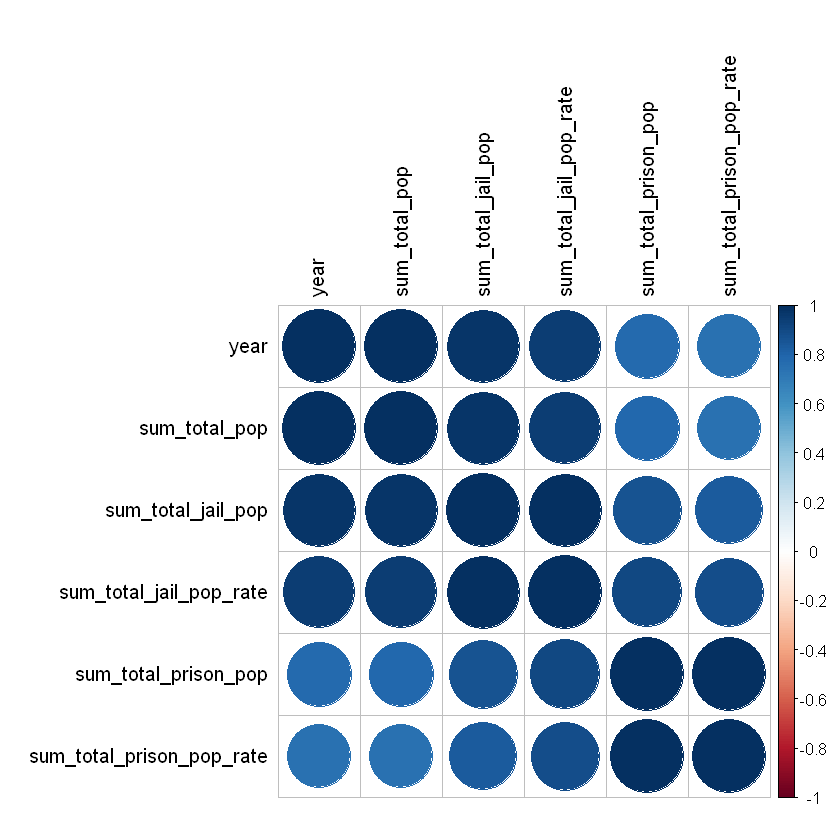 year
sum_total_pop
sum_total_jail_pop
sum_total_jail_pop_rate
sum_total_prison_pop
sum_total_prison_pop_rate
year
sum_total_pop
sum_total_jail_pop
sum_total_jail_pop_rate
sum_total_prison_pop
sum_total_prison_pop_rate
1
0.8
0.6
0.4
0.2
0
-0.2
-0.4
-0.6
-0.8
-1